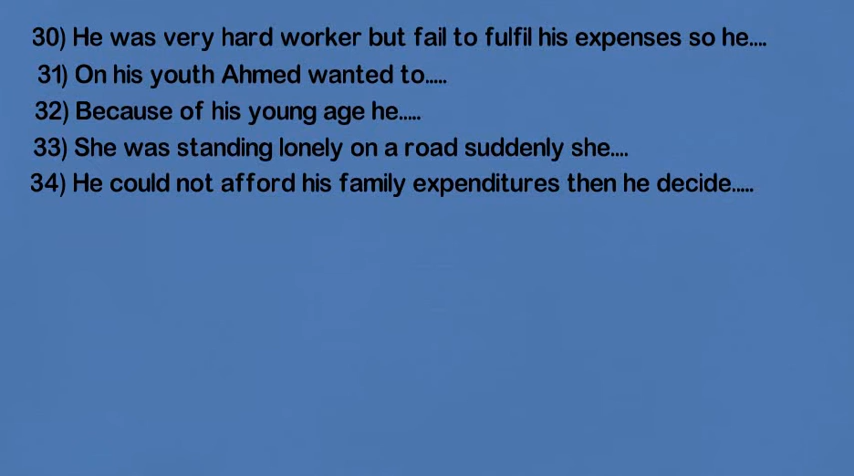 30) He was very hard worker but fail to fulfil his expenses so he....
31) On his youth Ahmed wanted to.....
32) Because of his young age he.....
33) She was standing lonely on a road suddenly she....
34) He could not afford his family expenditures then he decide.....